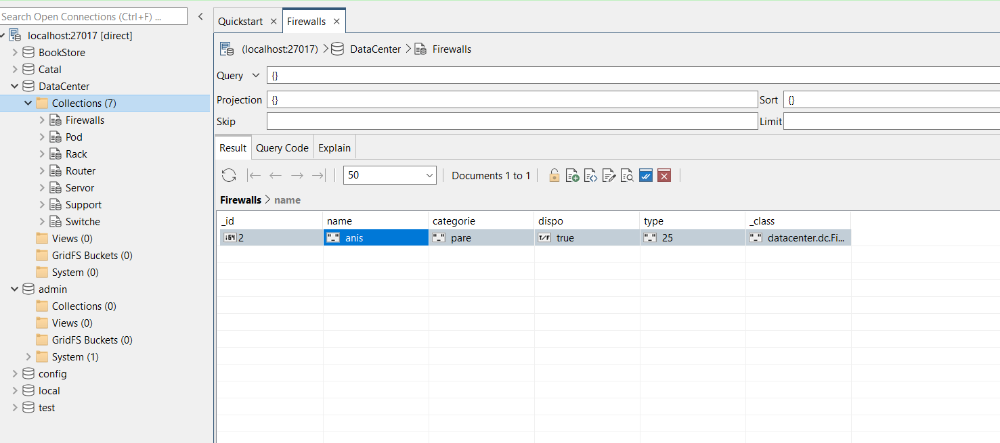 Search Open Connections (Ctrl+F) ...
localhost:27017 [direct]
BookStore
Catal
DataCenter
Collections (7)
Firewalls
Pod
Rack
Router
Servor
Support
Switche
Views (0)
GridFS Buckets (0)
System (0)
admin
Collections (0)
Views (0)
GridFS Buckets (0)
System (1)
config
local
test
Quickstart Firewalls
(localhost:27017) DataCenter Firewalls
Query {}
Projection {} Sort {}
Skip Limit
Result Query Code Explain
50 Documents 1 to 1
Firewalls name
_id name categorie dispo type _class
i64 2 "_" anis "_" pare T/F true "_" 25 "_" datacenter.dc.Fi...